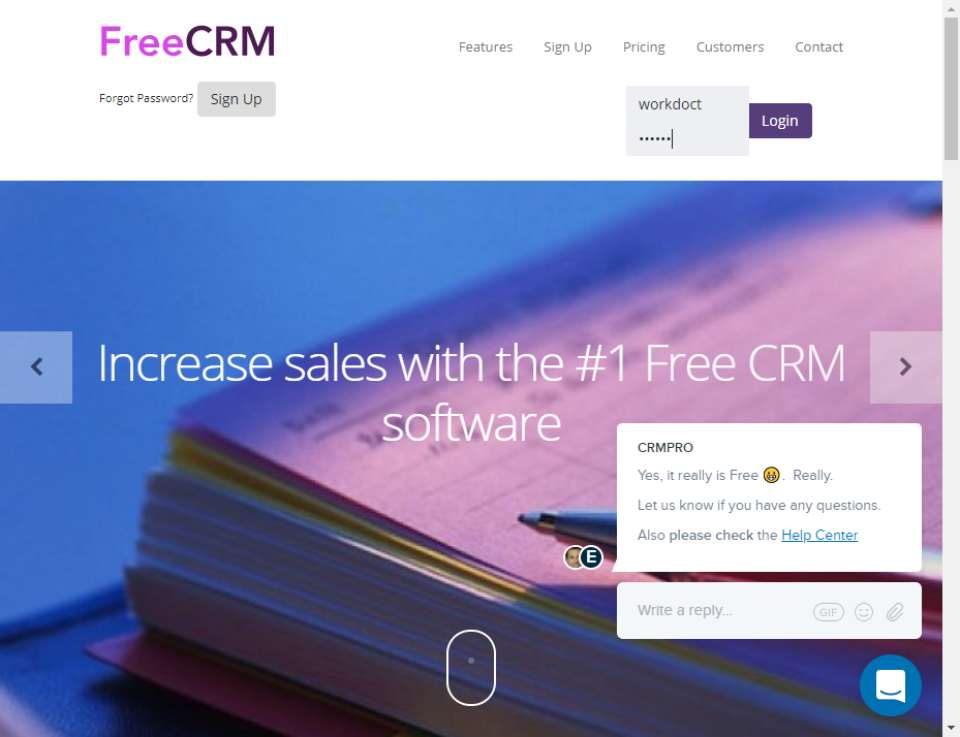 FreeCRM
Features Sign Up Pricing Customers Contact
Forgot Password? Sign Up
workdoct
••••••
Login
Increase sales with the #1 Free CRM
software
CRMPRO
Yes, it really is Free 😀. Really.
Let us know if you have any questions.
Also please check the Help Center
E
Write a reply...
GIF